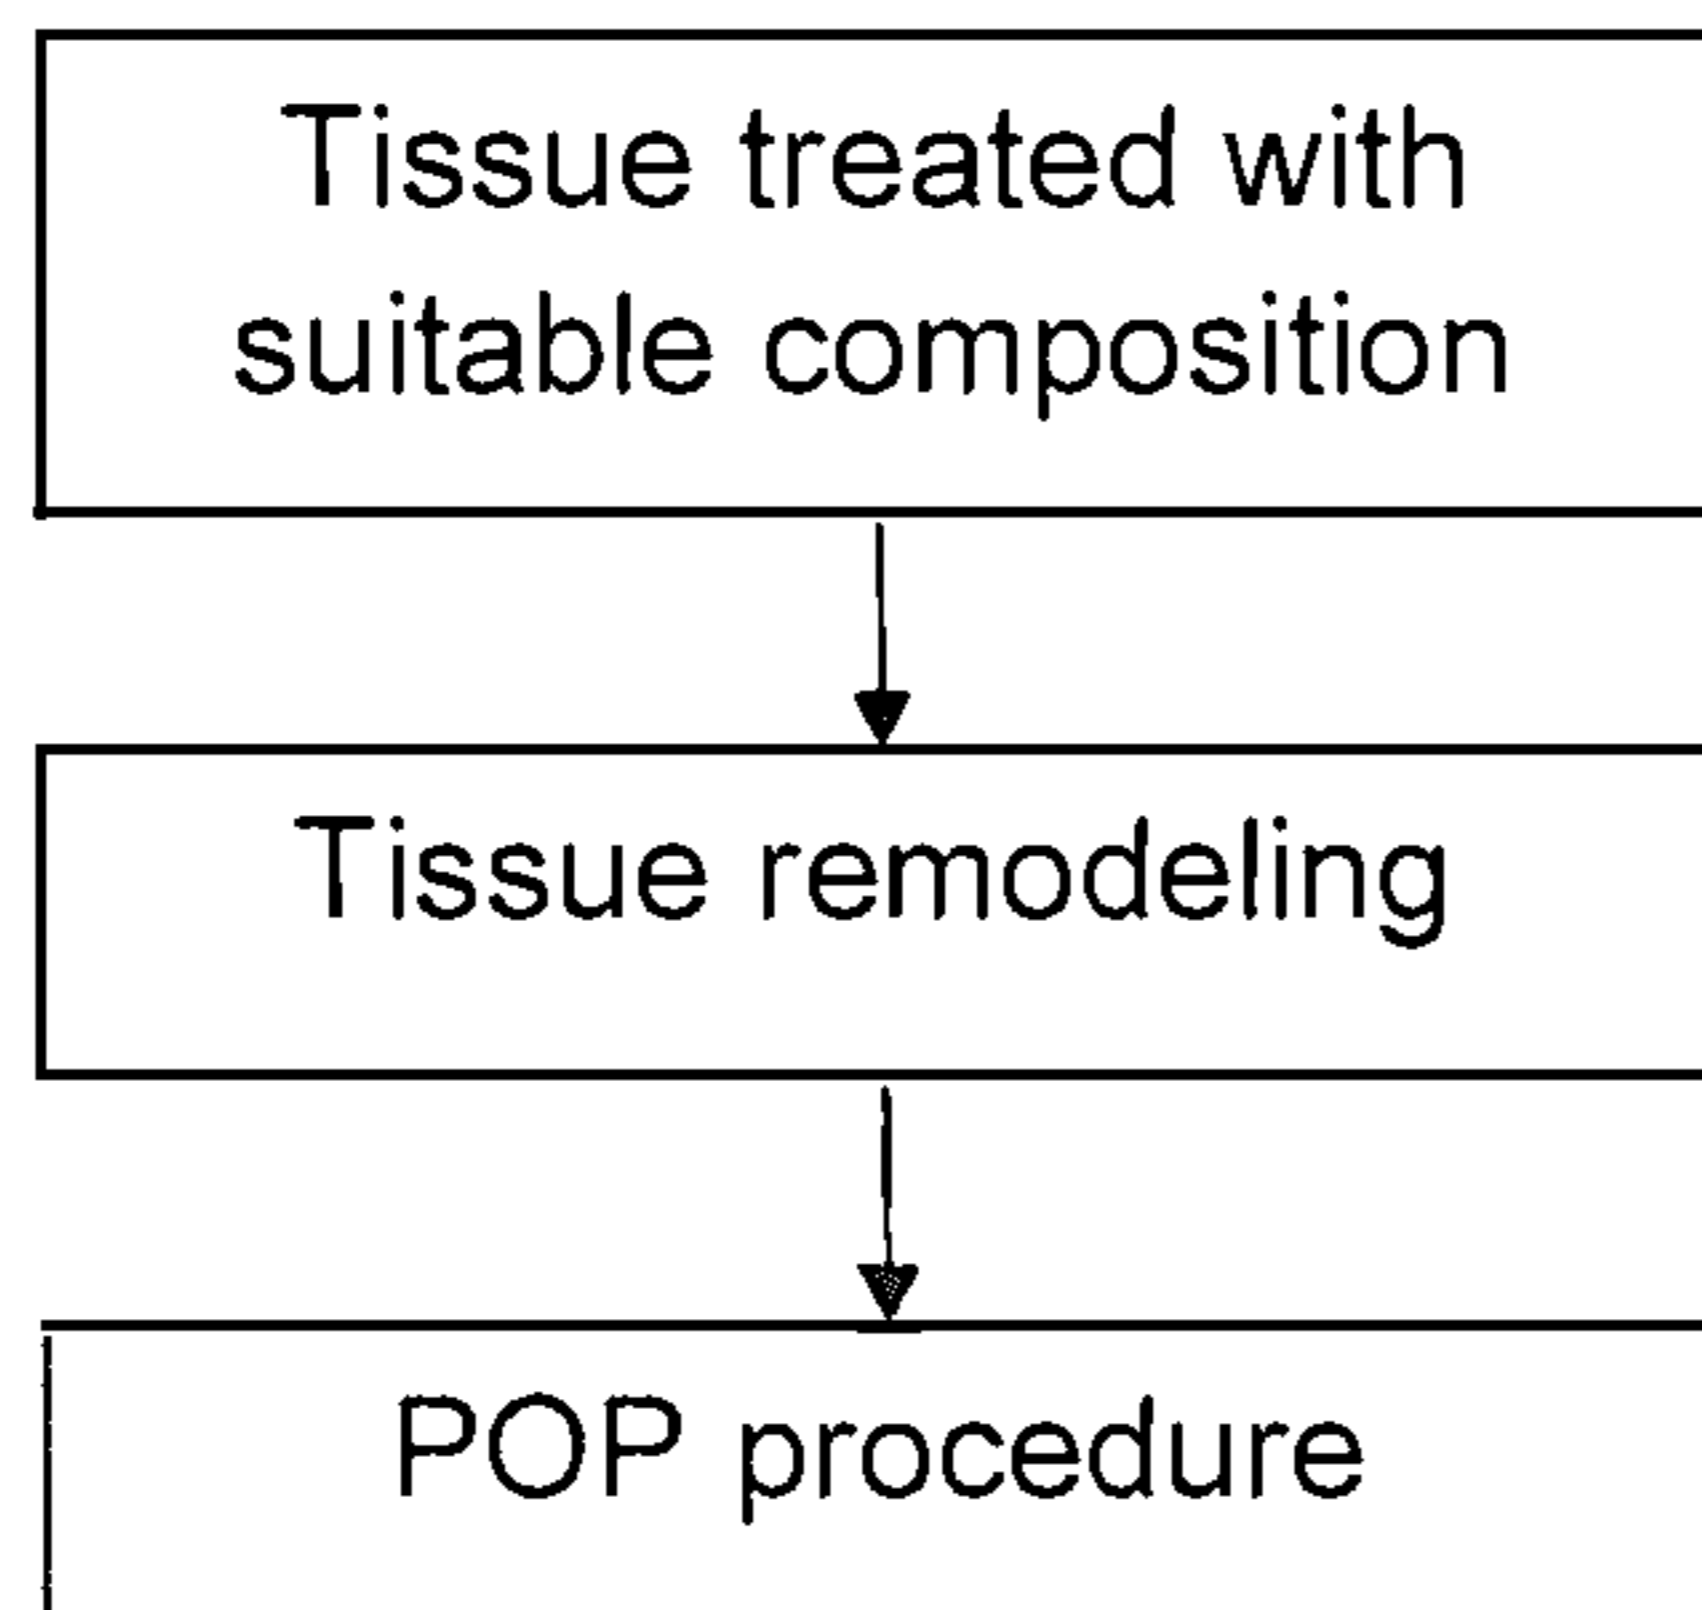 Tissue treated with
suitable composition
Tissue remodeling
POP procedure